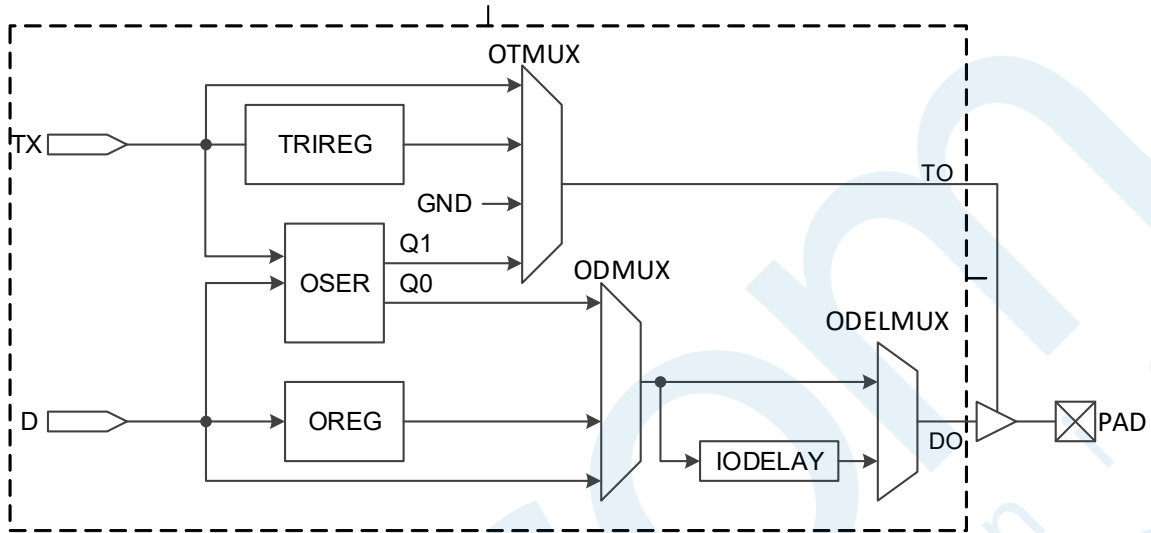 OTMUX
TX
TRIREG
TO
GND
Q1
OSER
Q0
ODMUX
ODELMUX
D
OREG
DO
PAD
IODELAY